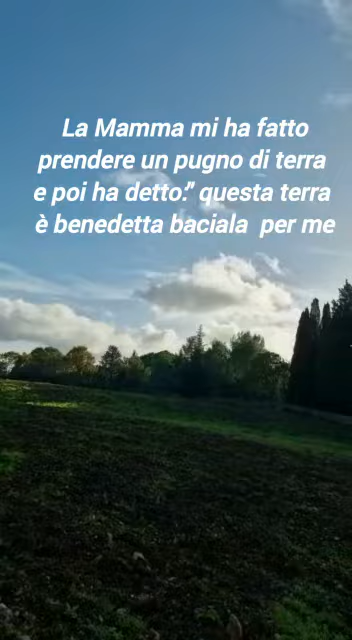 La Mamma mi ha fatto
prendere un pugno di terra
e poi ha detto:" questa terra
è benedetta baciala per me